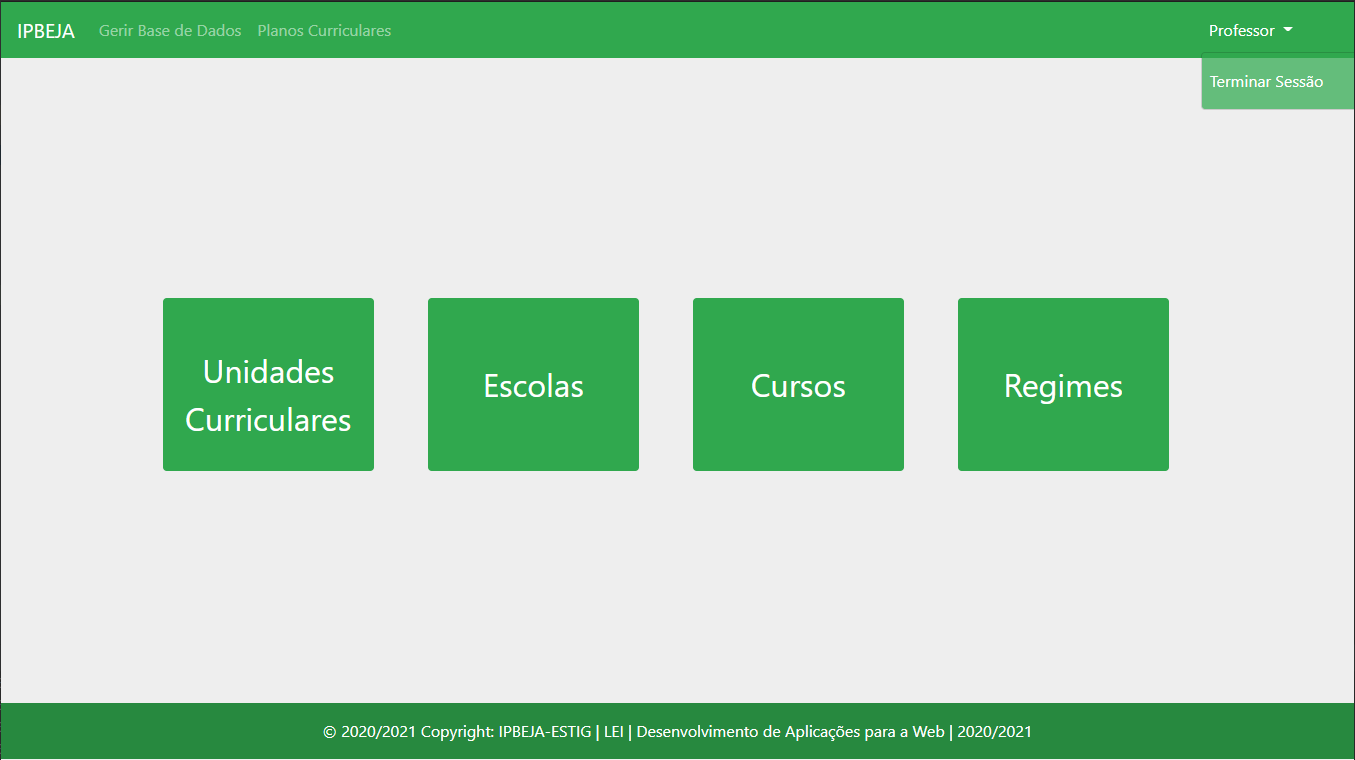 IPBEJA Gerir Base de Dados Planos Curriculares Professor
Terminar Sessão
Unidades
Curriculares
Escolas
Cursos
Regimes
© 2020/2021 Copyright: IPBEJA-ESTIG | LEI | Desenvolvimento de Aplicações para a Web | 2020/2021